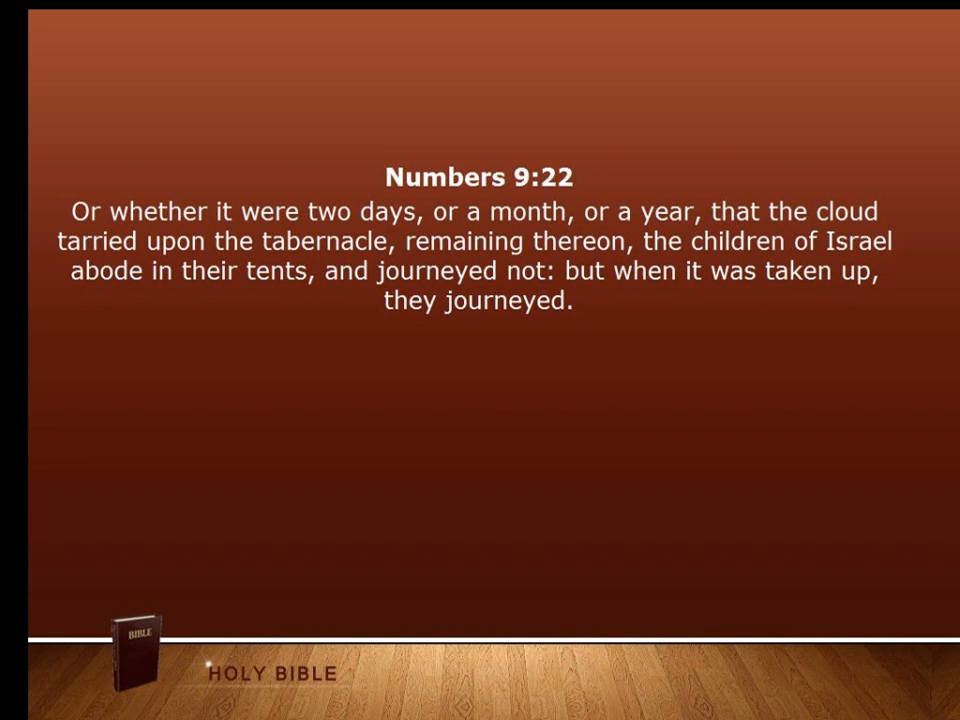 Numbers 9:22
Or whether it were two days, or a month, or a year, that the cloud
tarried upon the tabernacle, remaining thereon, the children of Israel
abode in their tents, and journeyed not: but when it was taken up,
they journeyed.
BIBLE
HOLY BIBLE